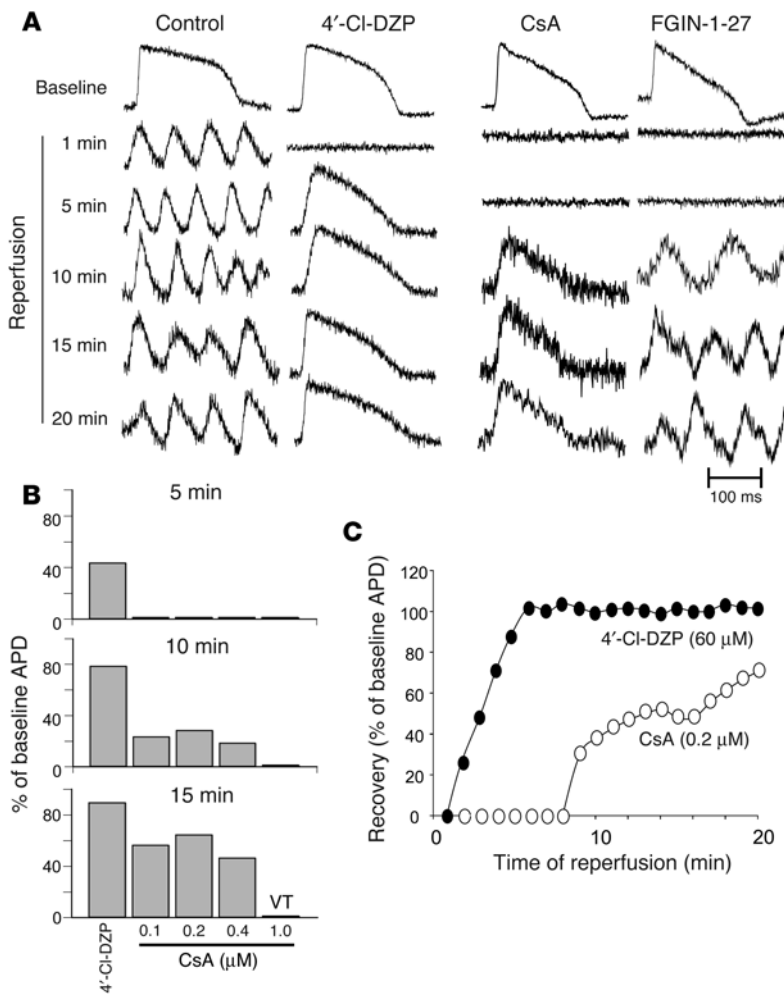 A
Control
4′-Cl-DZP
CsA
FGIN-1-27
Baseline
Reperfusion
1 min
5 min
10 min
15 min
20 min
100 ms
B
% of baseline APD
5 min
80
40
0
10 min
80
40
0
15 min
80
40
0
VT
4′-Cl-DZP
0.1 0.2 0.4 1.0
CsA (μM)
C
Recovery (% of baseline APD)
120
100
80
60
40
20
0
4′-Cl-DZP (60 μM)
CsA (0.2 μM)
0 10 20
Time of reperfusion (min)